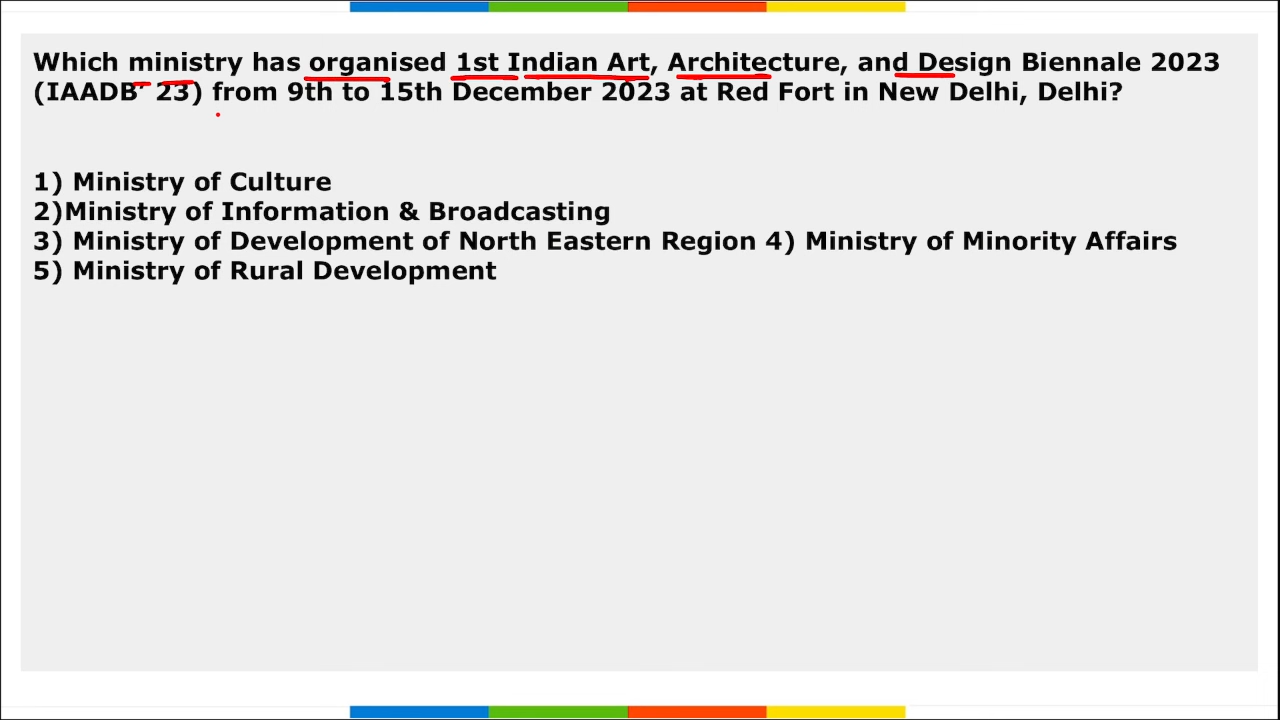 Which ministry has organised 1st Indian Art, Architecture, and Design Biennale 2023
(IAADB' 23) from 9th to 15th December 2023 at Red Fort in New Delhi, Delhi?
1) Ministry of Culture
2)Ministry of Information & Broadcasting
3) Ministry of Development of North Eastern Region 4) Ministry of Minority Affairs
5) Ministry of Rural Development